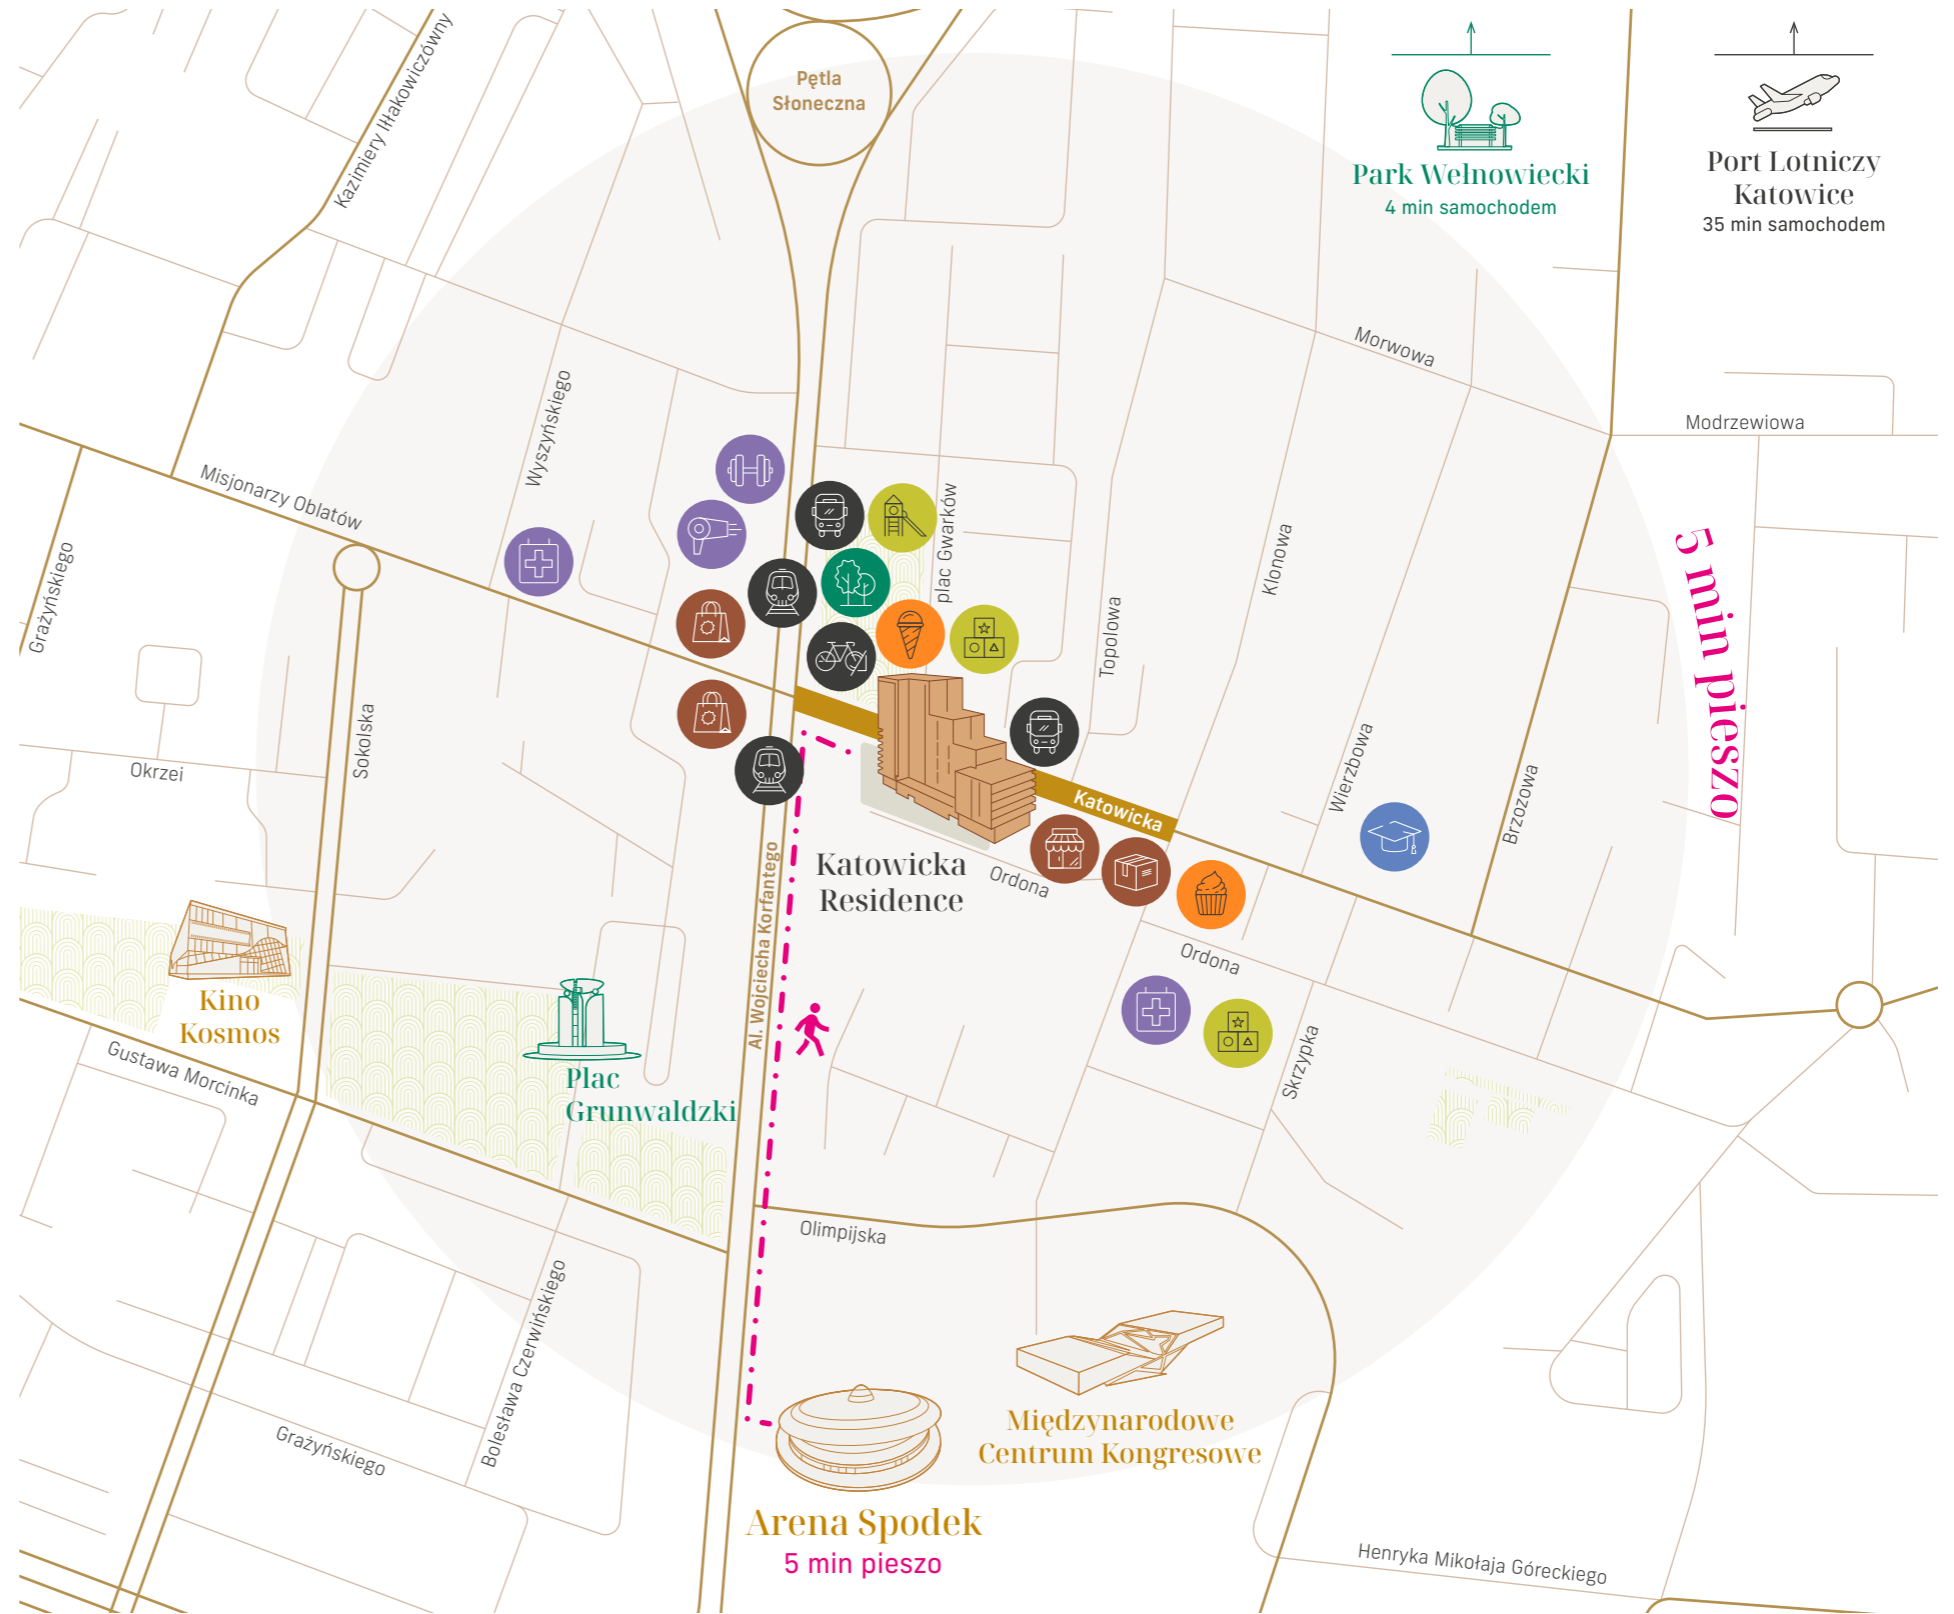 Kazimiery Iłłakowiczówny
Pętla
Słoneczna
Park Wełnowiecki
4 min samochodem
Port Lotniczy
Katowice
35 min samochodem
Morwowa
Modrzewiowa
Wyszyńskiego
Misjonarzy Oblatów
Grażyńskiego
plac Gwarków
Topolowa
Klonowa
5 min pieszo
Sokolska
Okrzei
Wierzbowa
Brzozowa
Katowicka
Katowicka
Residence
Ordona
Al. Wojciecha Korfantego
Ordona
Kino
Kosmos
Gustawa Morcinka
Plac
Grunwaldzki
Skrzypka
Olimpijska
Bolesława Czerwińskiego
Grażyńskiego
Międzynarodowe
Centrum Kongresowe
Arena Spodek
5 min pieszo
Henryka Mikołaja Góreckiego